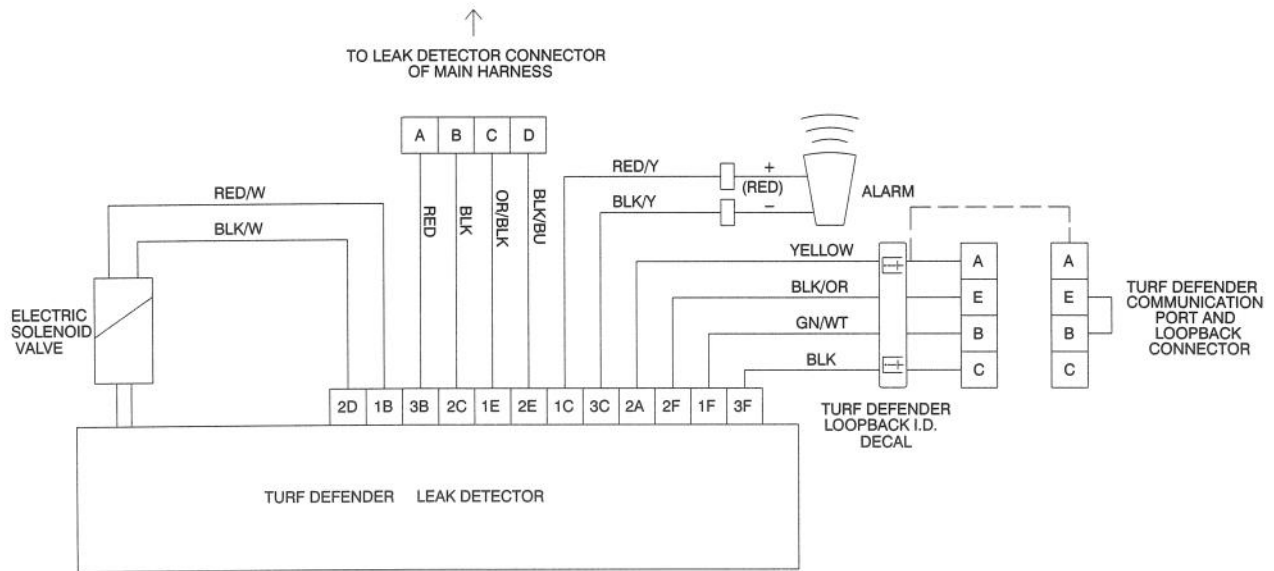 TO LEAK DETECTOR CONNECTOR
OF MAIN HARNESS
A B C D
RED/W
BLK/W
RED
BLK
OR/BLK
BLK/BU
RED/Y
BLK/Y
+
(RED)
−
ALARM
YELLOW
BLK/OR
GN/WT
BLK
A
E
B
C
A
E
B
C
TURF DEFENDER
COMMUNICATION
PORT AND
LOOPBACK
CONNECTOR
ELECTRIC
SOLENOID
VALVE
2D 1B 3B 2C 1E 2E 1C 3C 2A 2F 1F 3F
TURF DEFENDER
LOOPBACK I.D.
DECAL
TURF DEFENDER LEAK DETECTOR